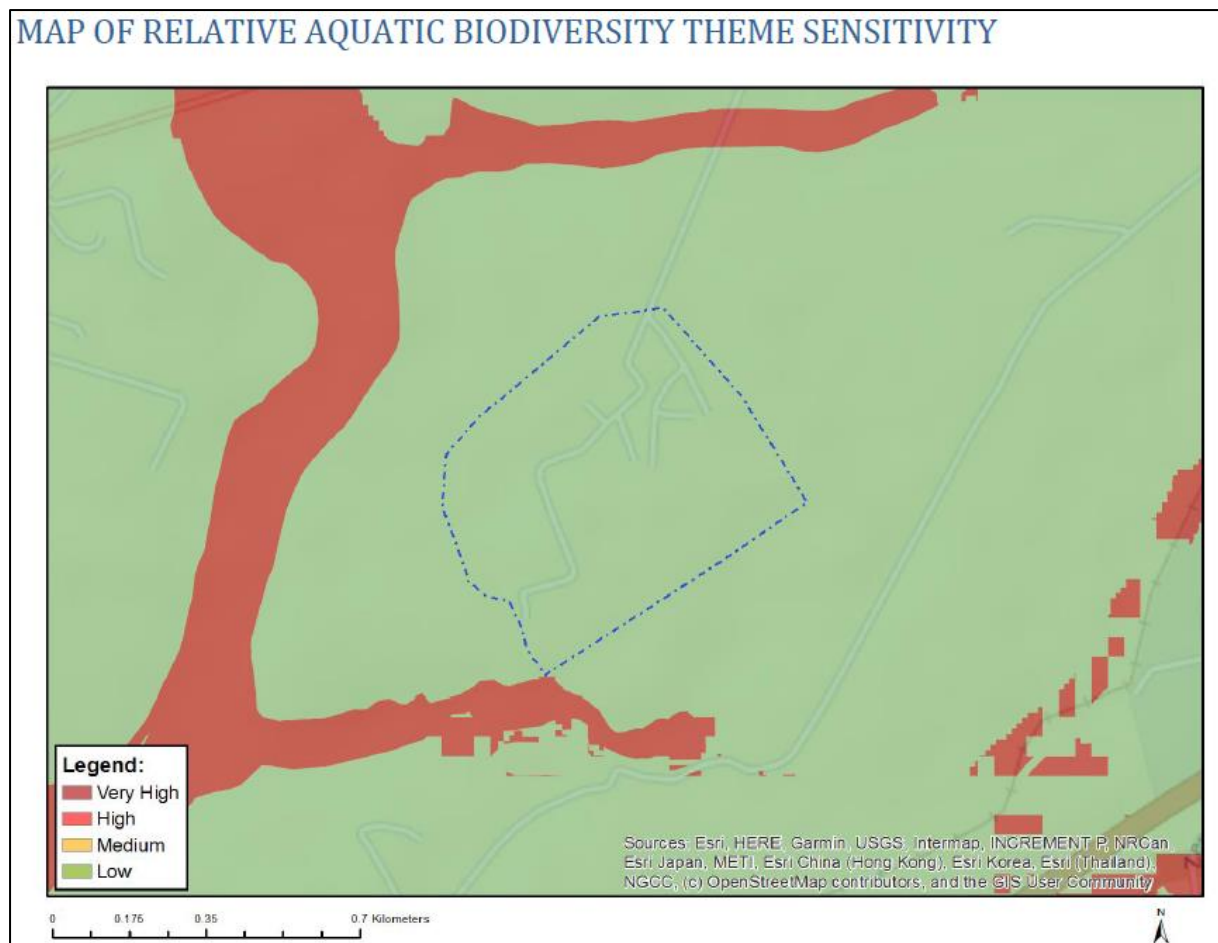 MAP OF RELATIVE AQUATIC BIODIVERSITY THEME SENSITIVITY
Legend:
Very High
High
Medium
Low
Sources: Esri, HERE, Garmin, USGS, Intermap, INCREMENT P, NRCan,
Esri Japan, METI, Esri China (Hong Kong), Esri Korea, Esri (Thailand),
NGCC, (c) OpenStreetMap contributors, and the GIS User Community
0 0.175 0.35 0.7 Kilometers
N